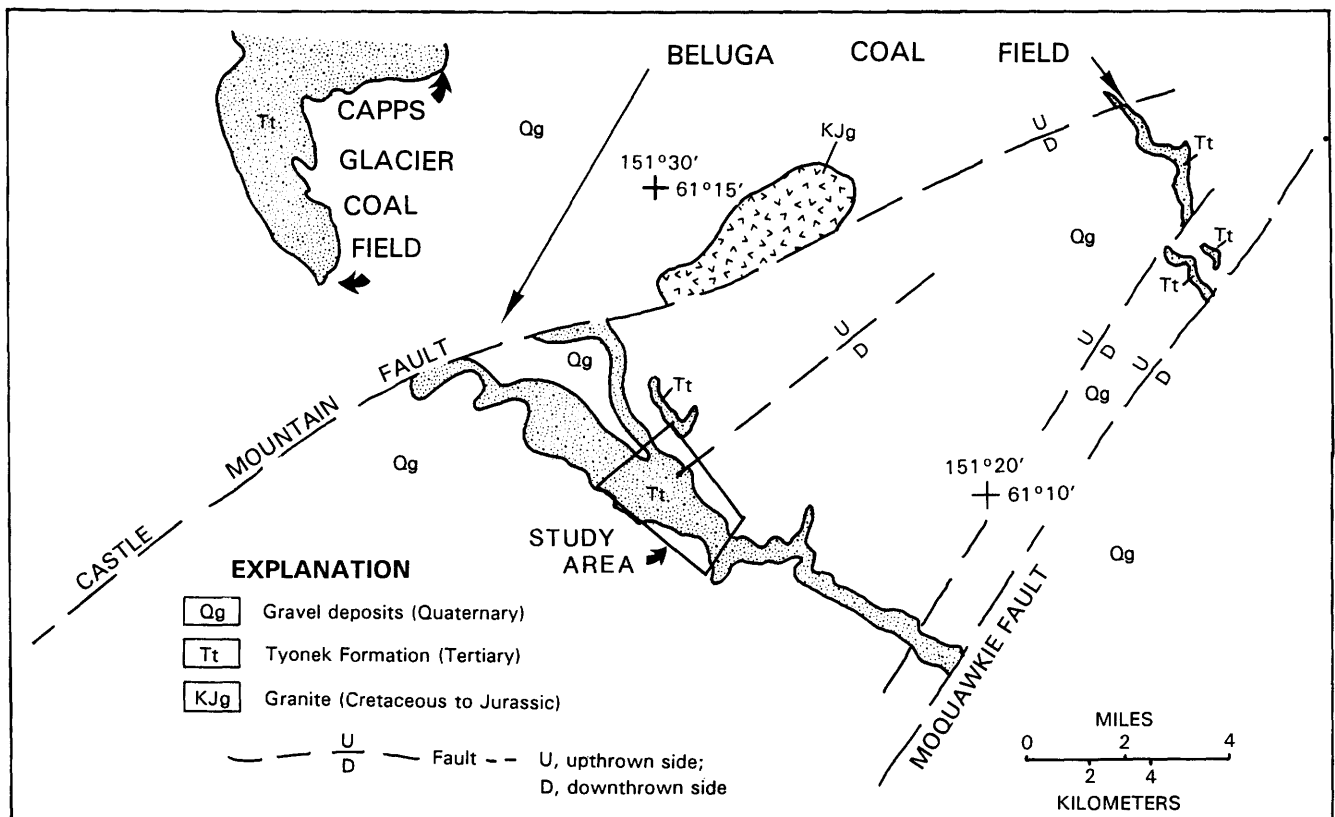 BELUGA COAL FIELD
CAPPS
GLACIER
COAL
FIELD
Tt
Qg
KJg
151°30'
61°15'
U
D
Tt
Qg
Tt
Tt
U
D
U
D
U
D
Qg
CASTLE MOUNTAIN FAULT
Qg
Tt
Qg
Tt
STUDY
AREA
151°20'
61°10'
Qg
MOQUAWKIE FAULT
EXPLANATION
Qg Gravel deposits (Quaternary)
Tt Tyonek Formation (Tertiary)
KJg Granite (Cretaceous to Jurassic)
U
D
Fault -- U, upthrown side;
D, downthrown side
MILES
0 2 4
2 4
KILOMETERS